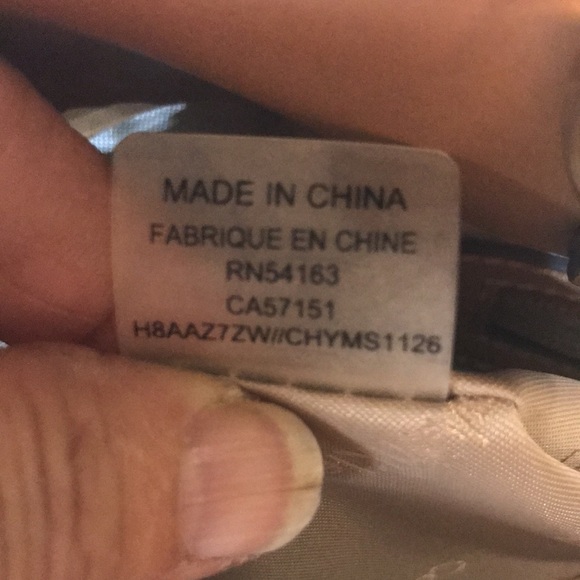 MADE IN CHINA
FABRIQUE EN CHINE
RN54163
CA57151
H8AAZ7ZW//CHYMS1126